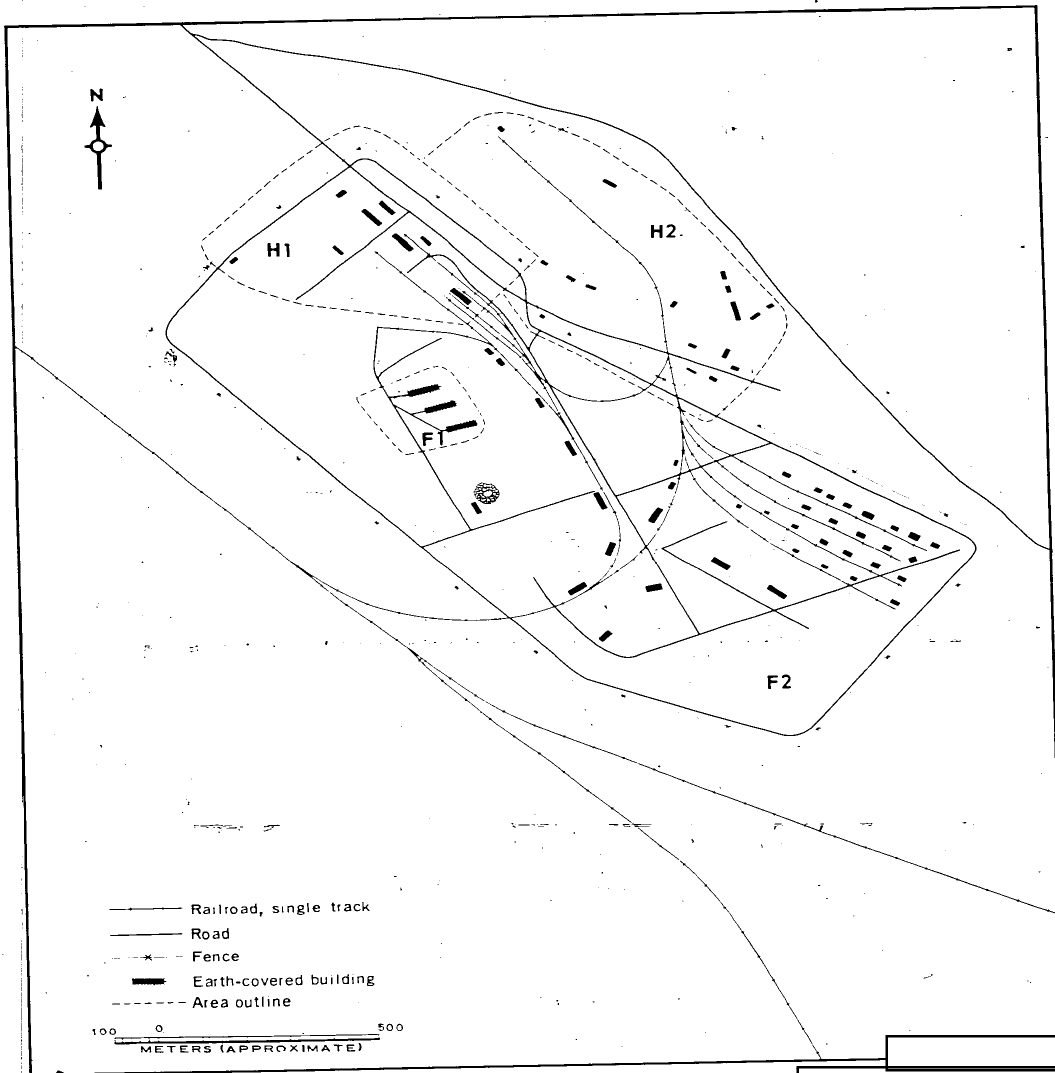 N
H1
H2
F1
F2
Railroad, single track
Road
Fence
Earth-covered building
Area outline
100 0 500
METERS (APPROXIMATE)